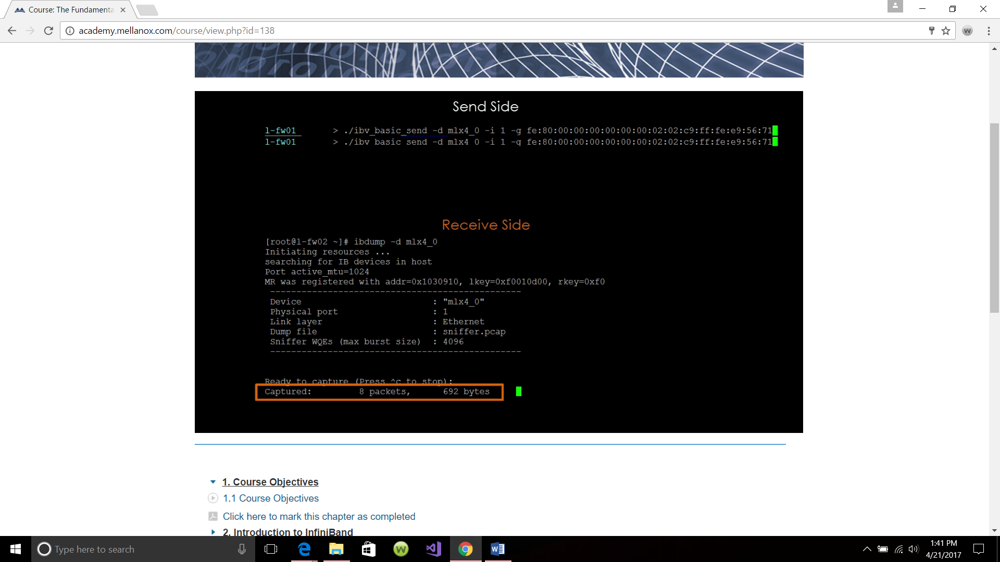 Course: The Fundamenta
academy.mellanox.com/course/view.php?id=138
Send Side
l-fw01 > ./ibv_basic_send -d mlx4_0 -i 1 -g fe:80:00:00:00:00:00:00:02:02:c9:ff:fe:e9:56:71
l-fw01 > ./ibv basic send -d mlx4 0 -i 1 -g fe:80:00:00:00:00:00:00:02:02:c9:ff:fe:e9:56:71
Receive Side
[root@l-fw02 ~]# ibdump -d mlx4_0
Initiating resources ...
searching for IB devices in host
Port active_mtu=1024
MR was registered with addr=0x1030910, lkey=0xf0010d00, rkey=0xf0
------------------------------------------------
Device : "mlx4_0"
Physical port : 1
Link layer : Ethernet
Dump file : sniffer.pcap
Sniffer WQEs (max burst size) : 4096
------------------------------------------------
Ready to capture (Press ^c to stop):
Captured: 8 packets, 692 bytes
1. Course Objectives
1.1 Course Objectives
Click here to mark this chapter as completed
2. Introduction to InfiniBand
Type here to search
1:41 PM
4/21/2017